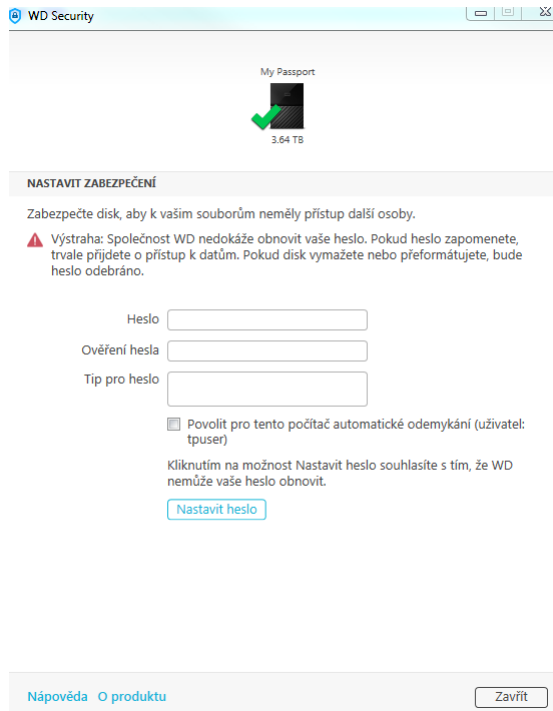 WD Security
My Passport
3.64 TB
NASTAVIT ZABEZPEČENÍ
Zabezpečte disk, aby k vašim souborům neměly přístup další osoby.
Výstraha: Společnost WD nedokáže obnovit vaše heslo. Pokud heslo zapomenete,
trvale přijdete o přístup k datům. Pokud disk vymažete nebo přeformátujete, bude
heslo odebráno.
Heslo
Ověření hesla
Tip pro heslo
Povolit pro tento počítač automatické odemykání (uživatel:
tpuser)
Kliknutím na možnost Nastavit heslo souhlasíte s tím, že WD
nemůže vaše heslo obnovit.
Nastavit heslo
Nápověda O produktu
Zavřít